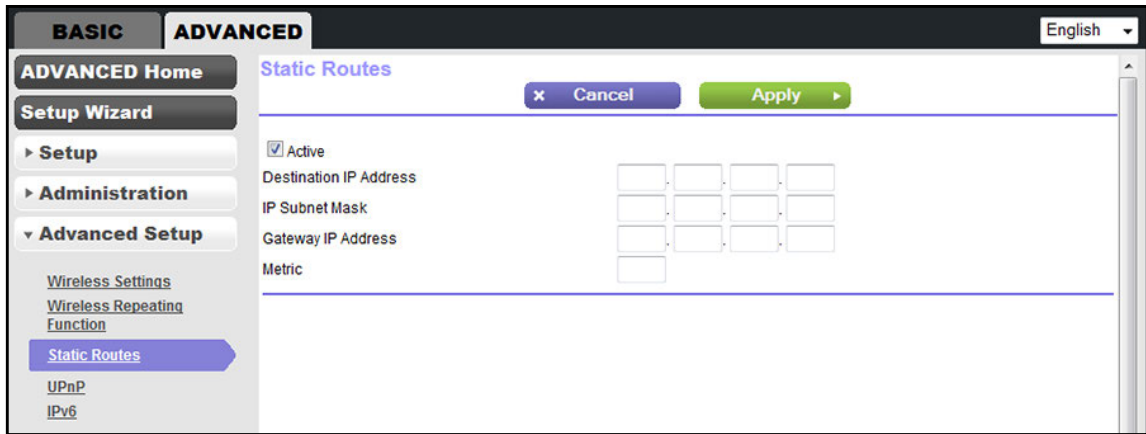 BASIC
ADVANCED
English
ADVANCED Home
Setup Wizard
Setup
Administration
Advanced Setup
Wireless Settings
Wireless Repeating
Function
Static Routes
UPnP
IPv6
Static Routes
Cancel
Apply
Active
Destination IP Address
. . .
IP Subnet Mask
. . .
Gateway IP Address
. . .
Metric